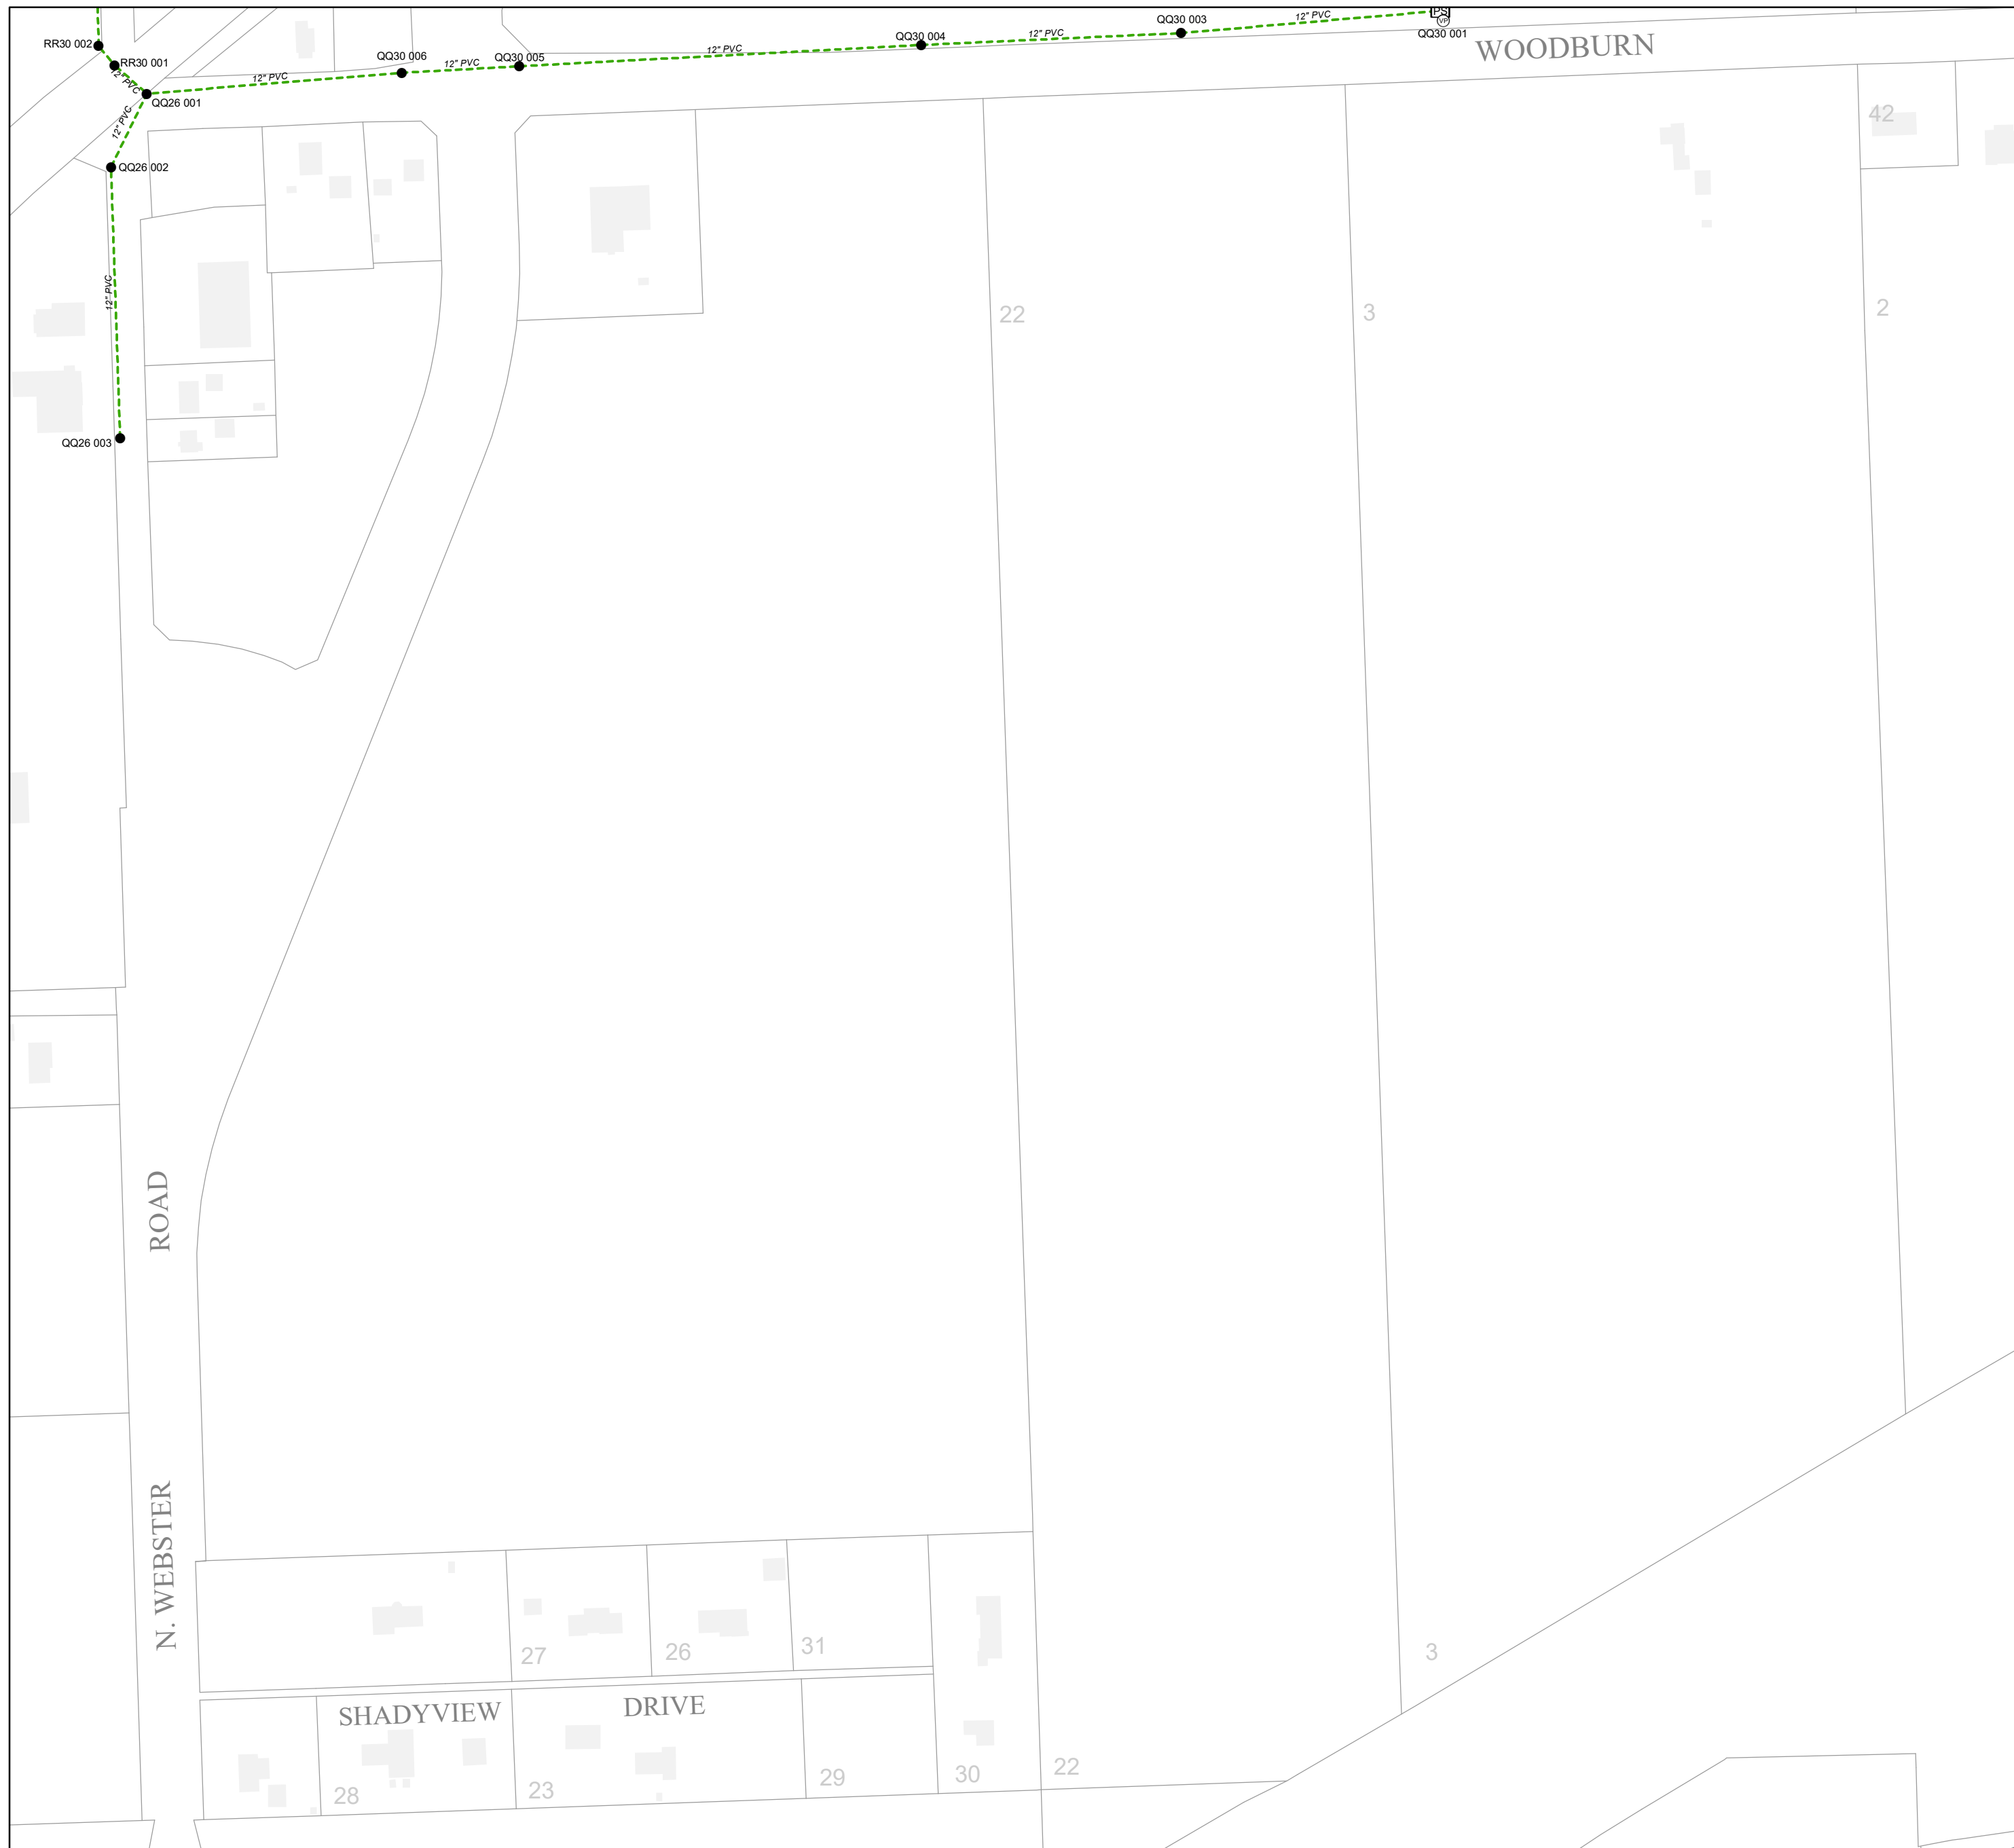 PS
VP
12" PVC
QQ30 003
QQ30 001
RR30 002
QQ30 004
12" PVC
WOODBURN
12" PVC
QQ30 006
QQ30 005
RR30 001
12" PVC
12" PVC
12" PVC
QQ26 001
42
12" PVC
QQ26 002
12" PVC
22
3
2
QQ26 003
ROAD
N. WEBSTER
27
26
31
3
SHADYVIEW
DRIVE
28
23
29
30
22